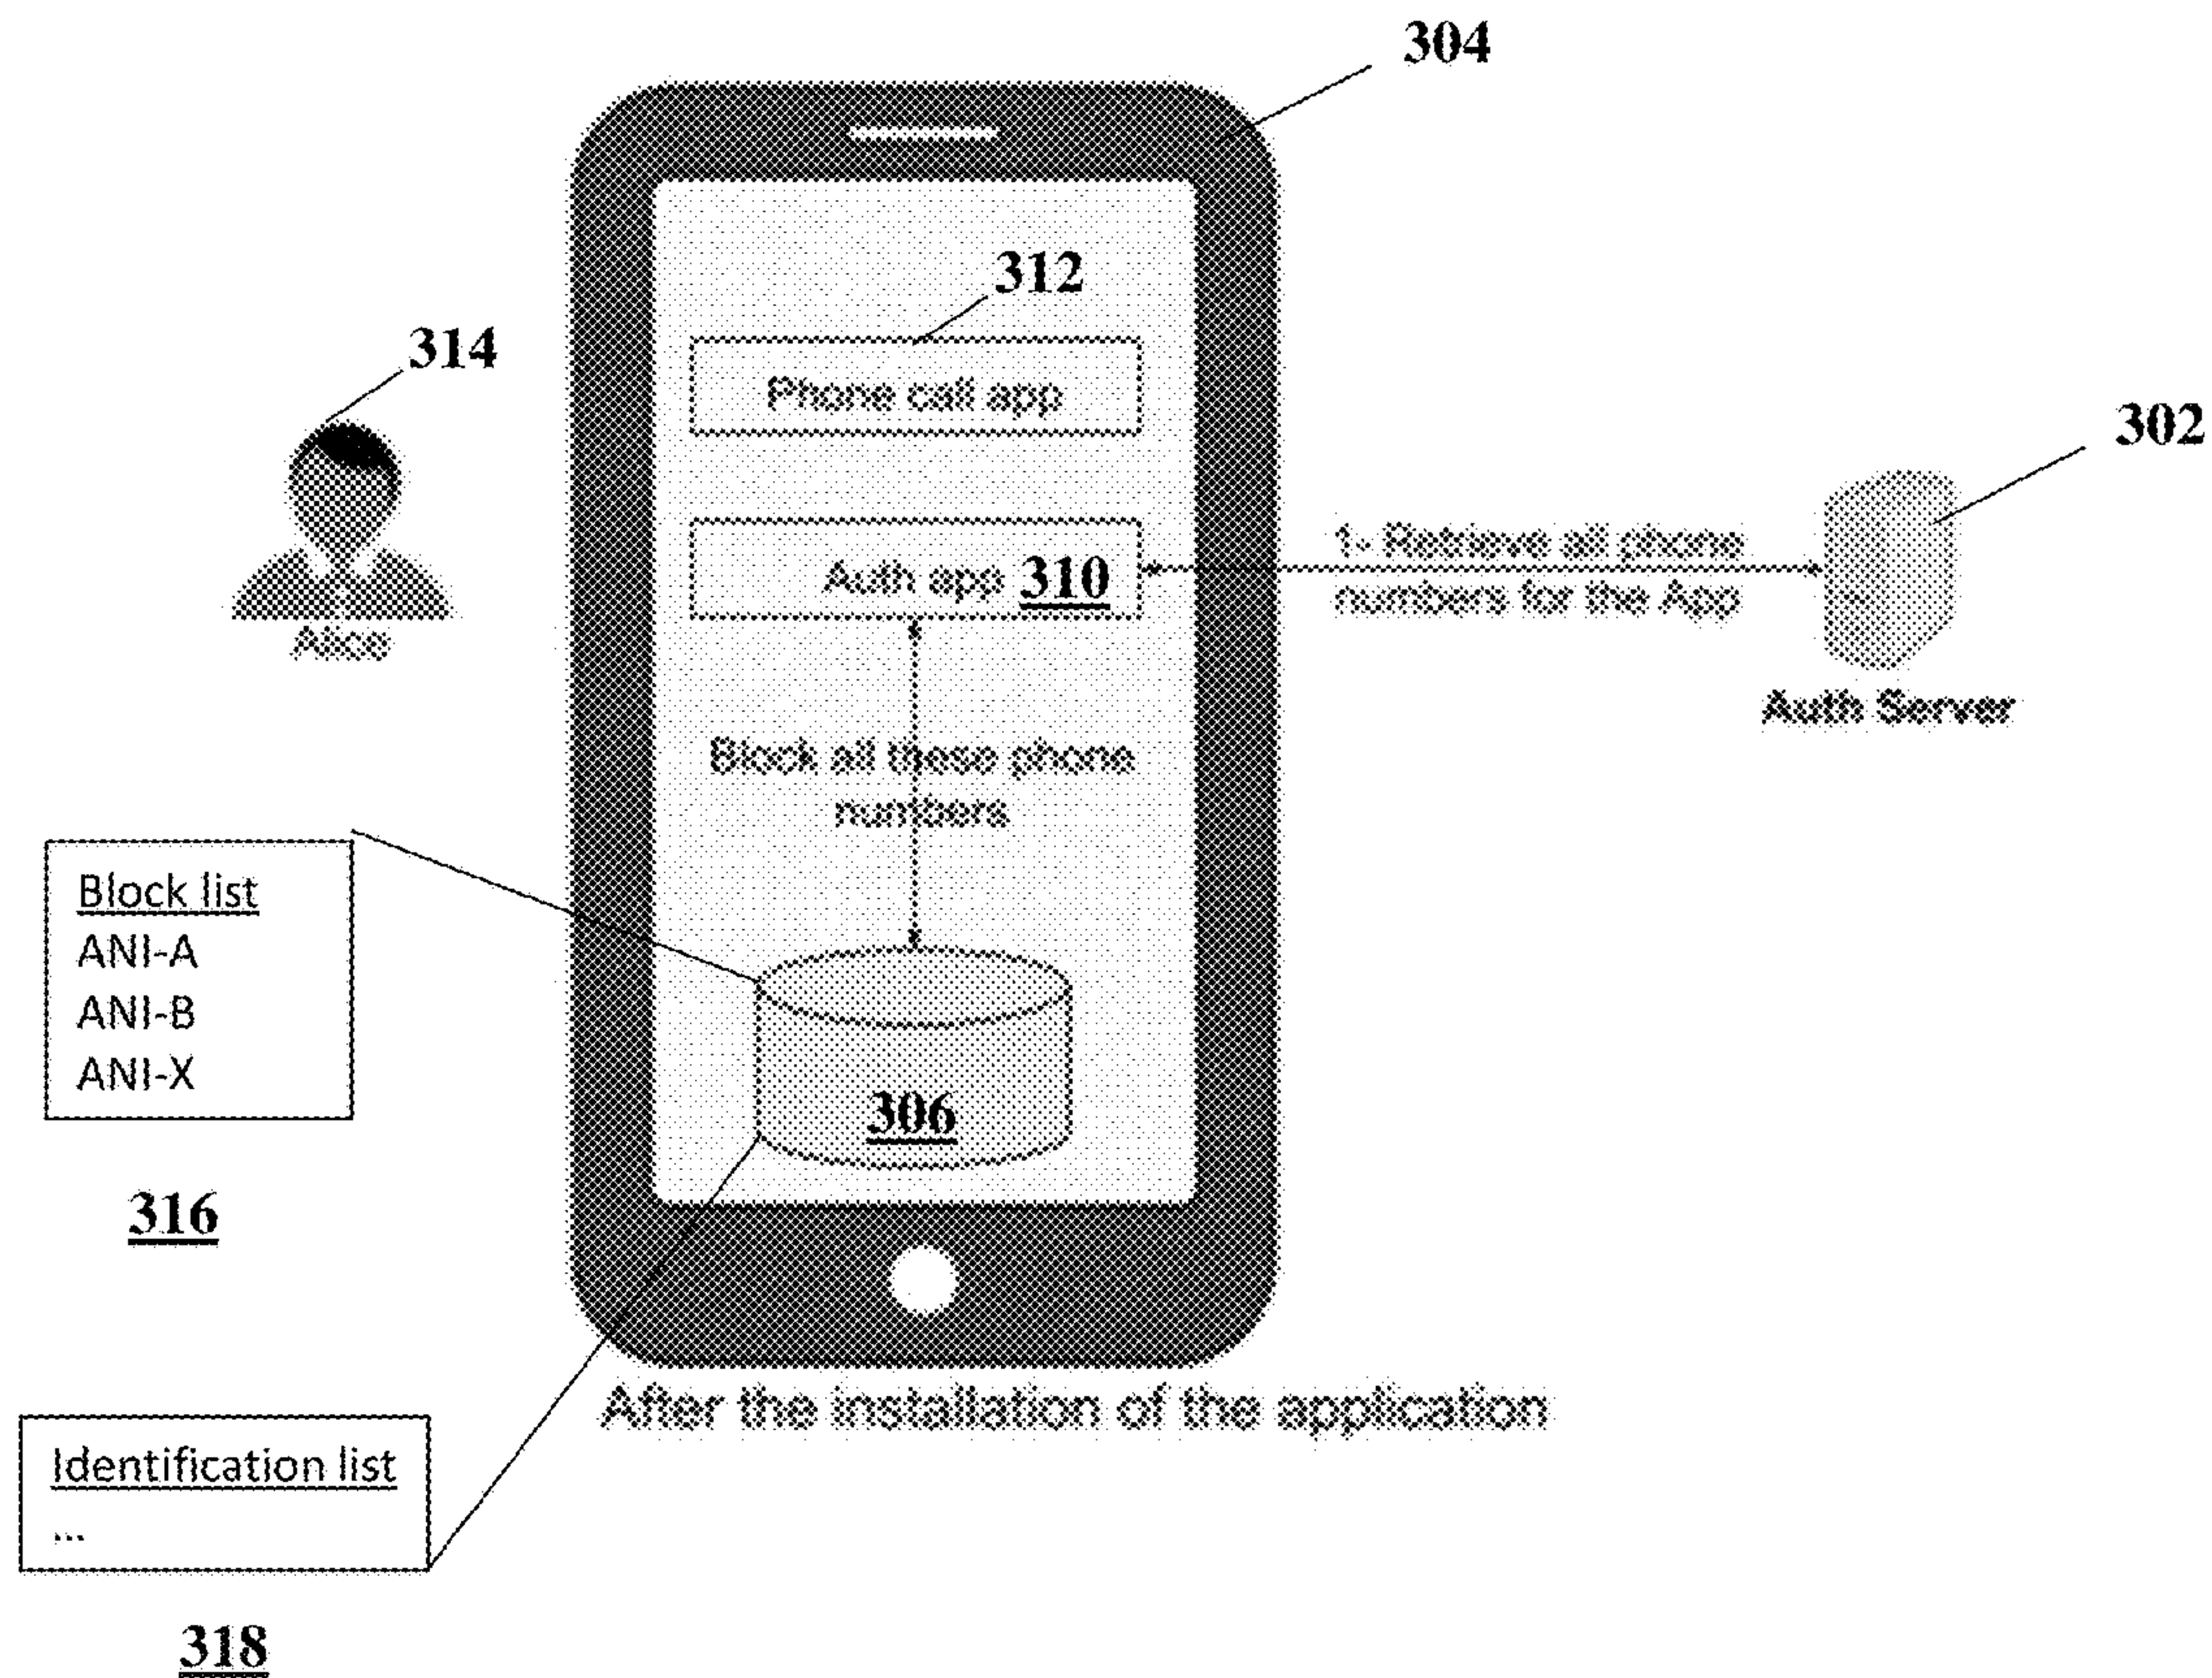 304
312
314
Phone call app
302
1- Retrieve all phone
numbers for the App
Auth app 310
Alice
Auth Server
Block all these phone
numbers
Block list
ANI-A
ANI-B
ANI-X
306
316
After the installation of the application
Identification list
...
318